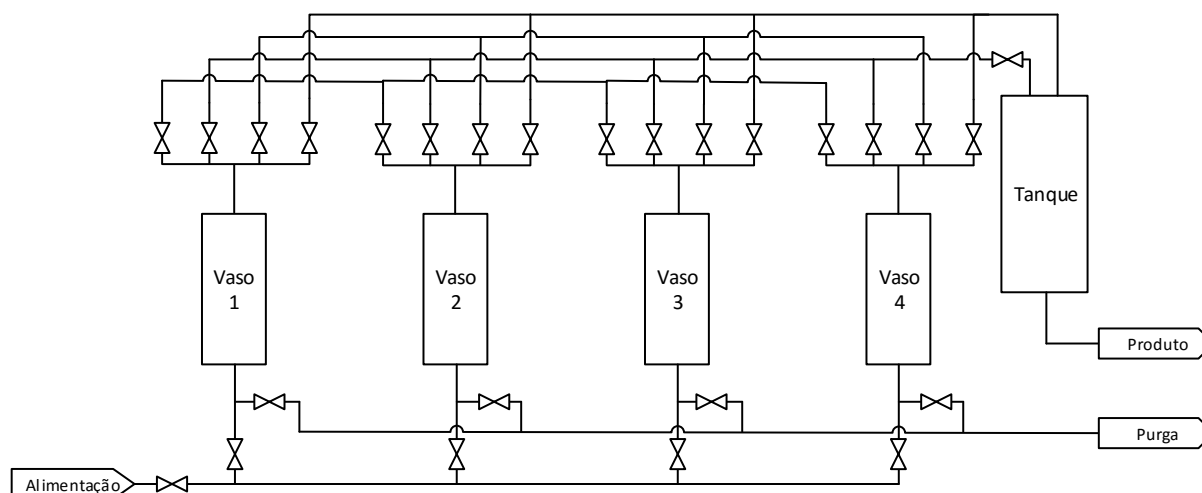 Tanque
Vaso
1
Vaso
2
Vaso
3
Vaso
4
Produto
Purga
Alimentação